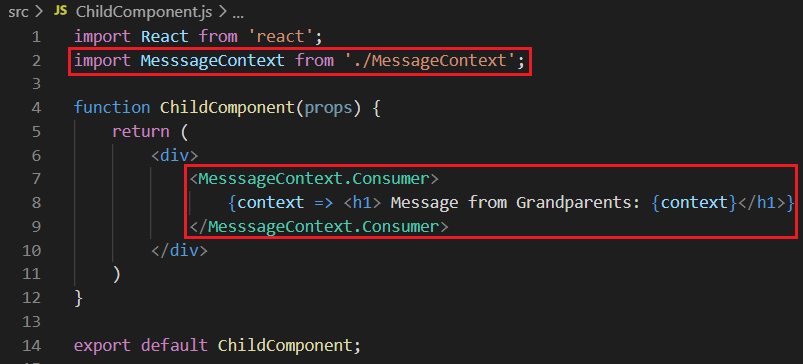 src > JS ChildComponent.js > ...
1 import React from 'react';
2 import MesssageContext from './MessageContext';
3
4 function ChildComponent(props) {
5 return (
6 <div>
7 <MesssageContext.Consumer>
8 {context => <h1> Message from Grandparents: {context}</h1>}
9 </MesssageContext.Consumer>
10 </div>
11 )
12 }
13
14 export default ChildComponent;